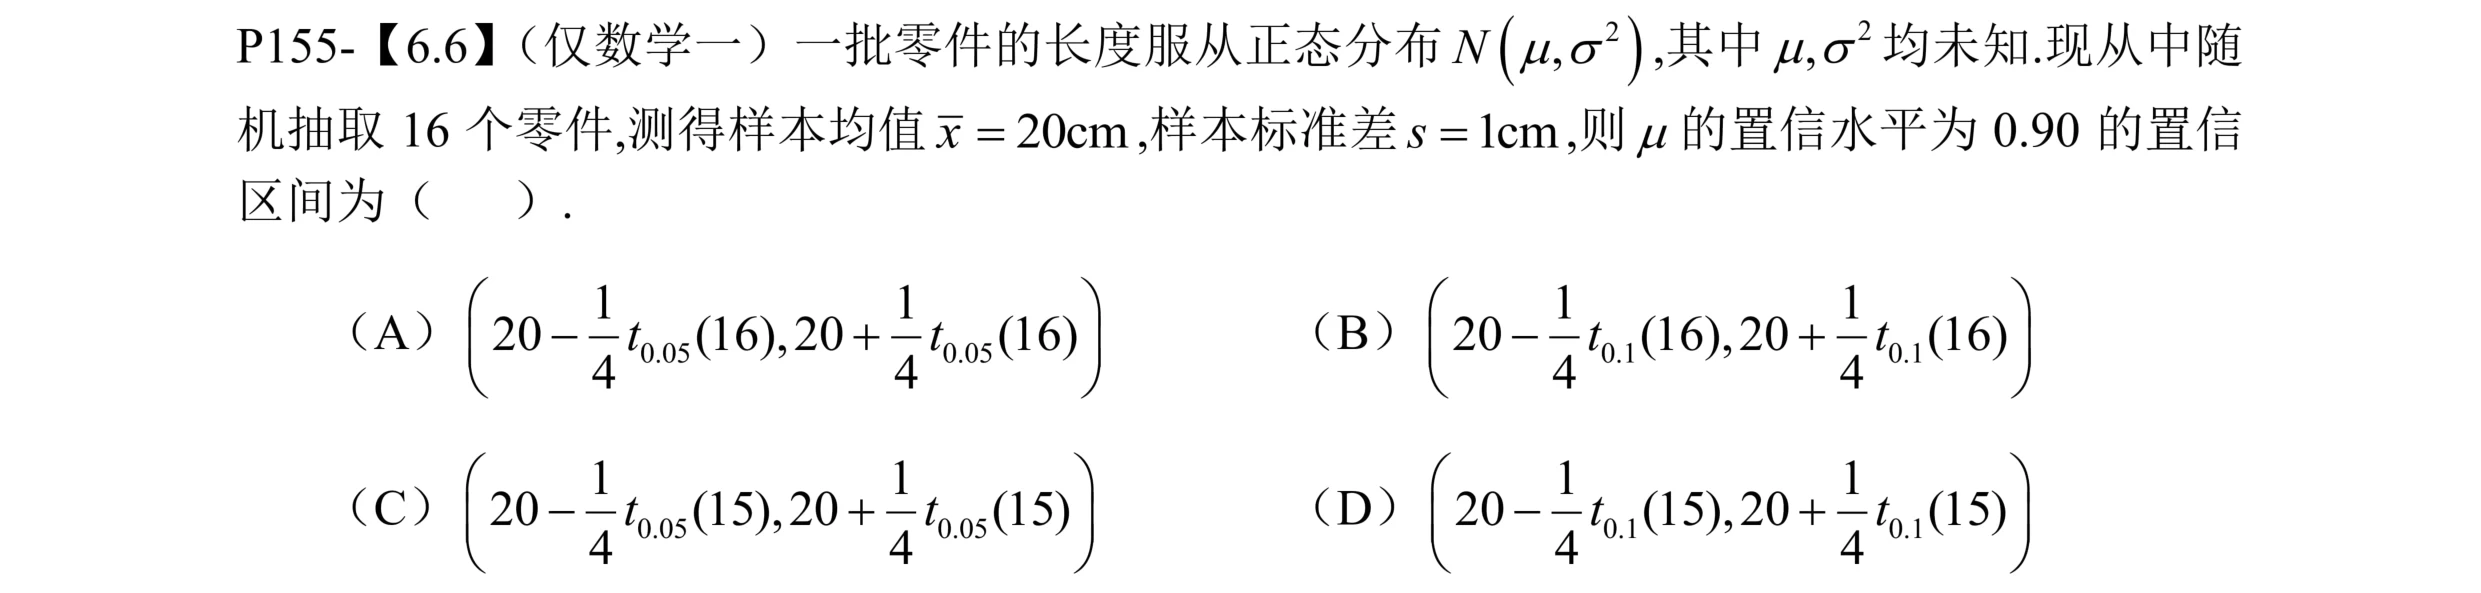 P155-【6.6】（仅数学一）一批零件的长度服从正态分布 $N(\mu,\sigma^2)$,其中 $\mu,\sigma^2$ 均未知.现从中随
机抽取 16 个零件,测得样本均值 $\overline{x}=20\text{cm}$,样本标准差 $s=1\text{cm}$,则 $\mu$ 的置信水平为 0.90 的置信
区间为（　）.
（A）$\left(20-\frac{1}{4}t_{0.05}(16),20+\frac{1}{4}t_{0.05}(16)\right)$ （B）$\left(20-\frac{1}{4}t_{0.1}(16),20+\frac{1}{4}t_{0.1}(16)\right)$
（C）$\left(20-\frac{1}{4}t_{0.05}(15),20+\frac{1}{4}t_{0.05}(15)\right)$ （D）$\left(20-\frac{1}{4}t_{0.1}(15),20+\frac{1}{4}t_{0.1}(15)\right)$